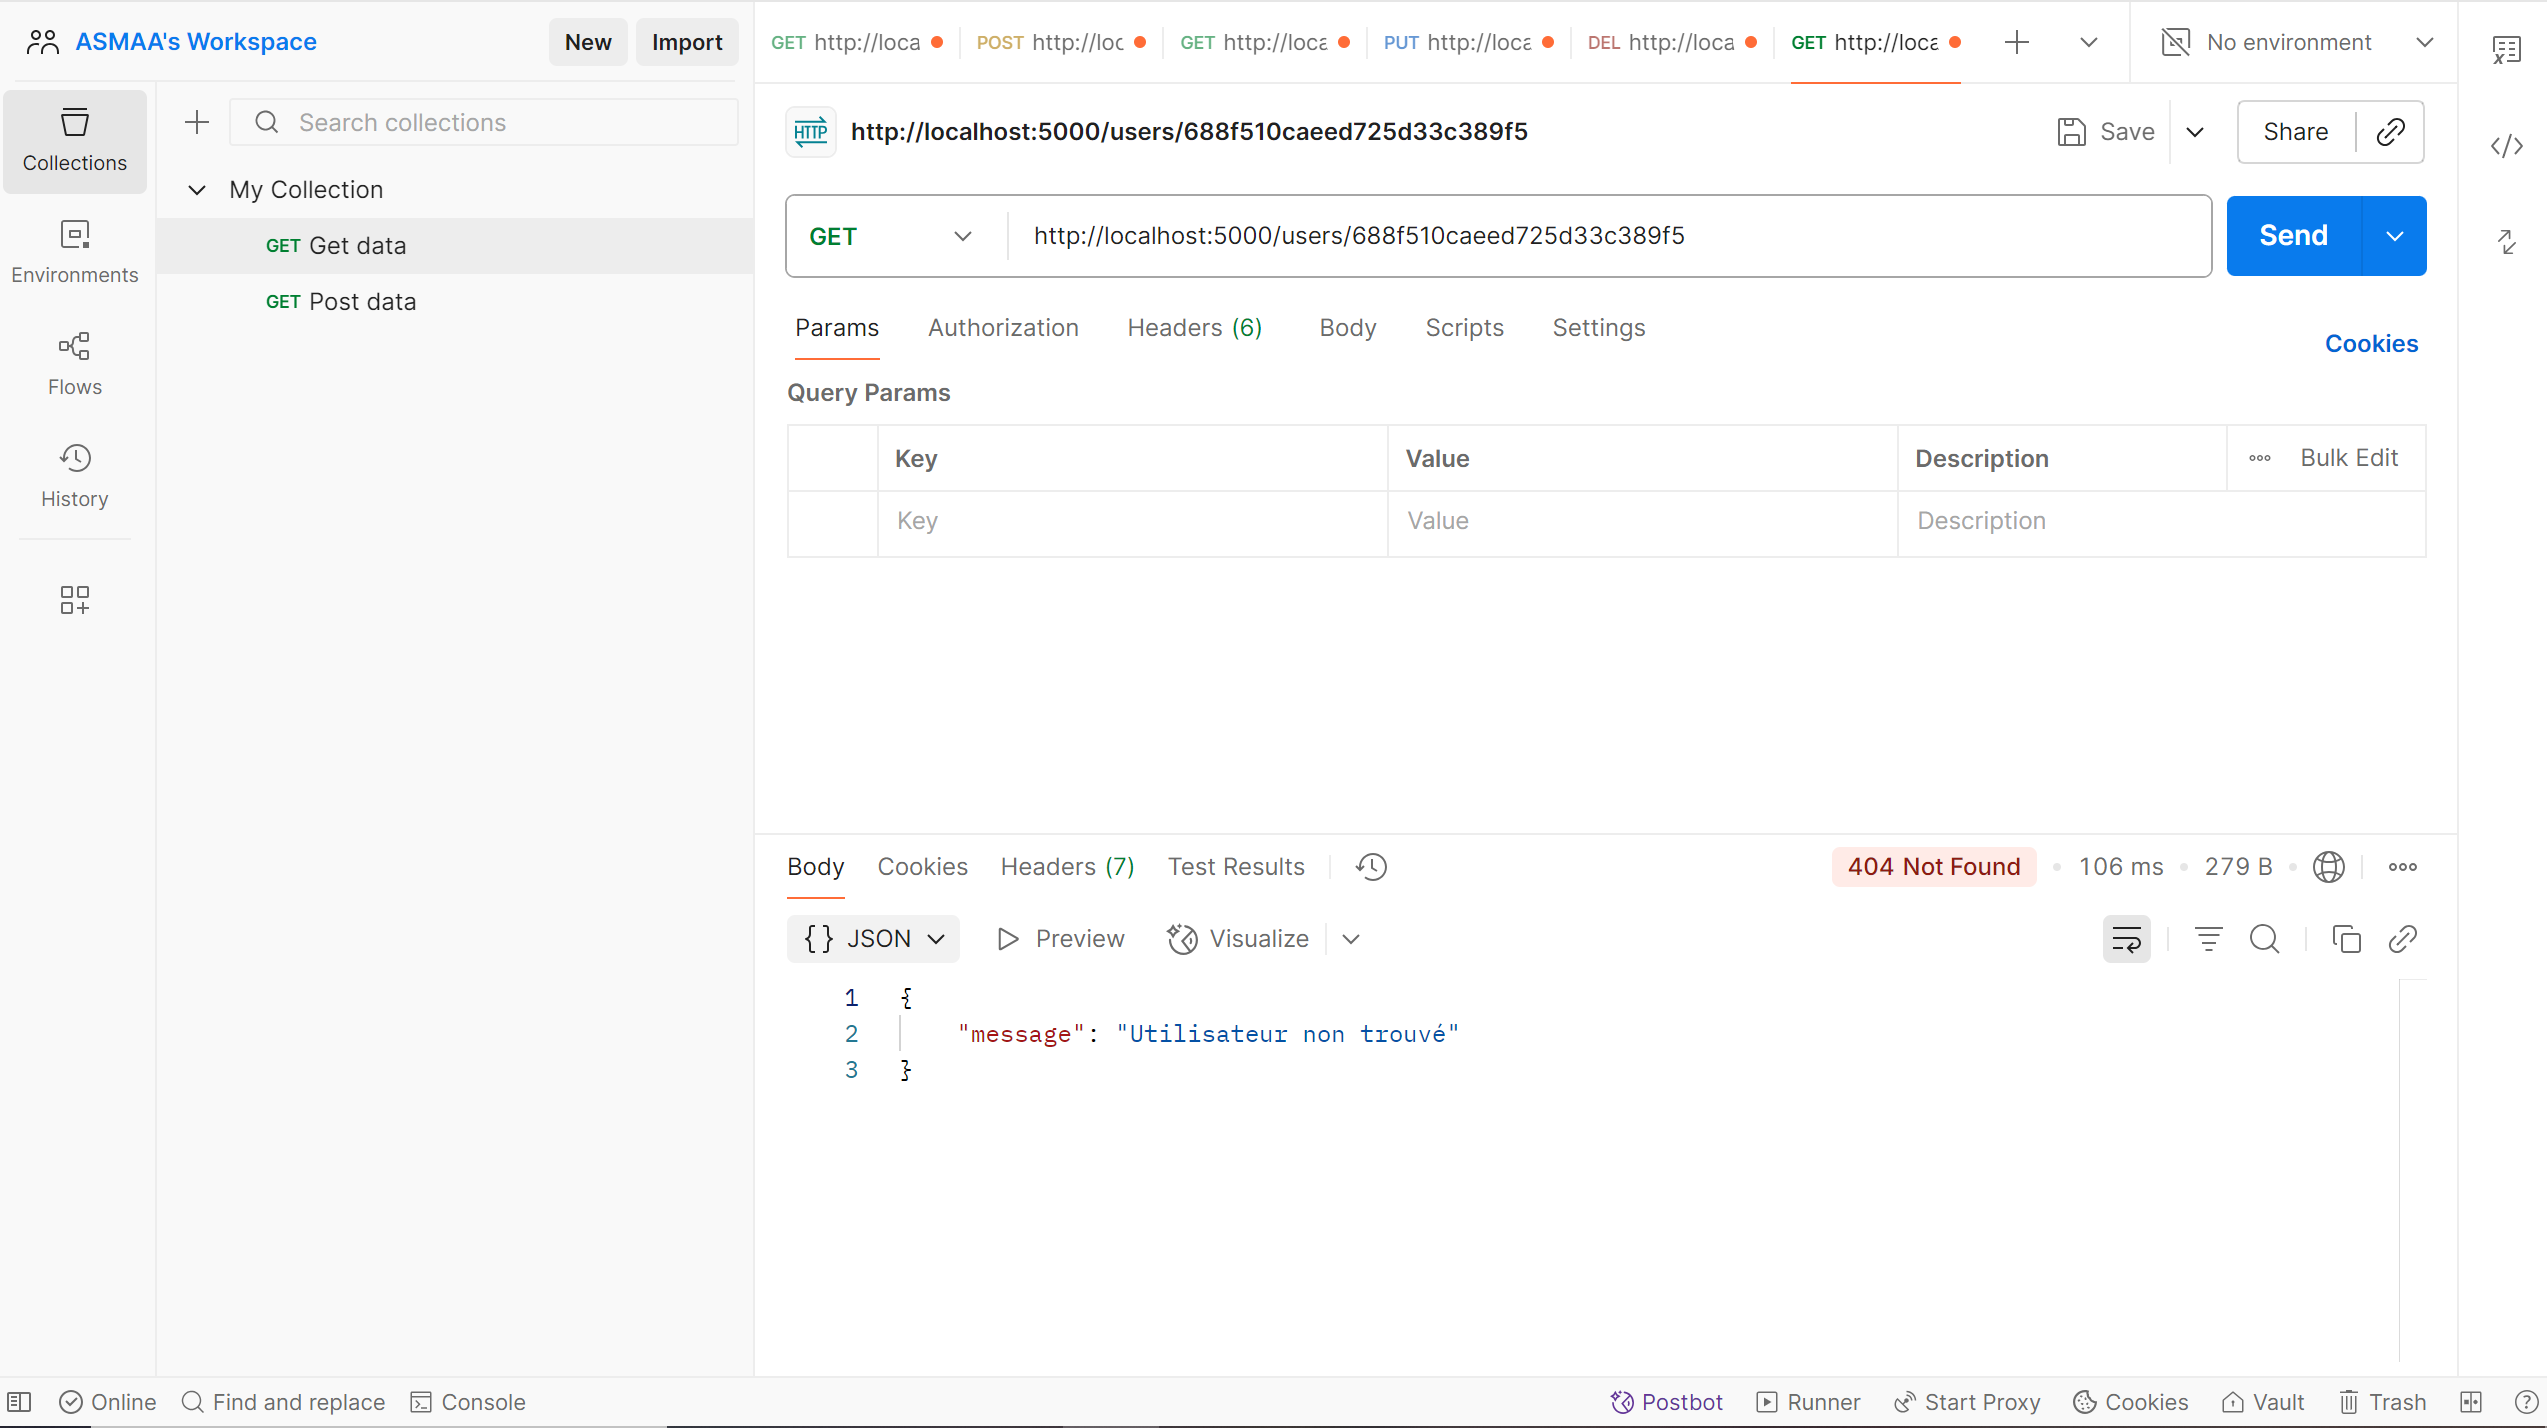 ASMAA's Workspace
New
Import
GET http://loca
POST http://loc
GET http://loca
PUT http://loca
DEL http://loca
GET http://loca
No environment
Collections
Environments
Flows
History
Search collections
My Collection
GET Get data
GET Post data
HTTP http://localhost:5000/users/688f510caeed725d33c389f5
Save
Share
GET http://localhost:5000/users/688f510caeed725d33c389f5
Send
Params Authorization Headers (6) Body Scripts Settings
Cookies
Query Params
Key Value Description Bulk Edit
Key Value Description
Body Cookies Headers (7) Test Results
404 Not Found 106 ms 279 B
{} JSON Preview Visualize
1 {
2 "message": "Utilisateur non trouvé"
3 }
Online Find and replace Console
Postbot Runner Start Proxy Cookies Vault Trash